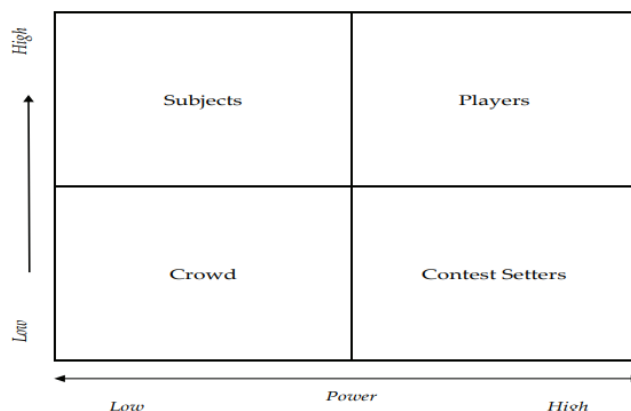 High
Subjects
Players
Crowd
Contest Setters
Low
Low
Power
High